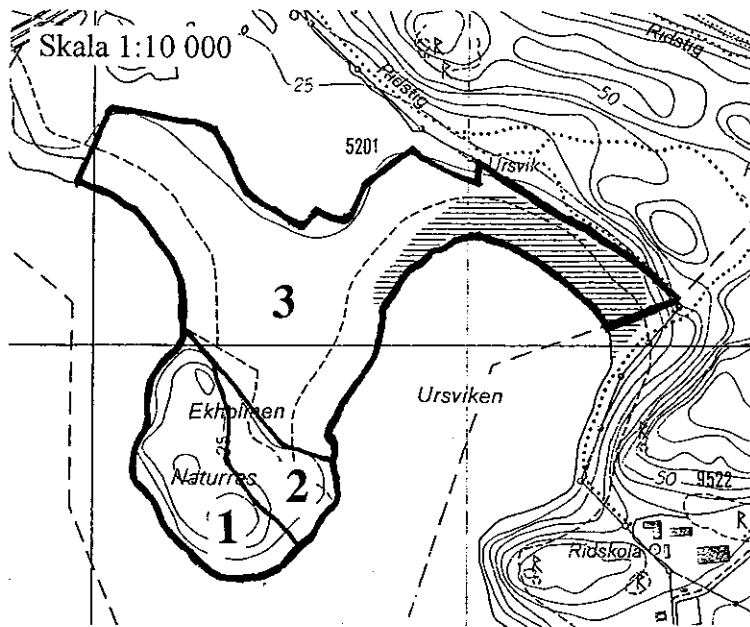 Skala 1:10 000
R
R
Ridstig
Ridstig
25
50
5201
Ursvik
3
Ekholmen
Ursviken
25
Naturres
2
1
50
9522
R
Ridskola
R
R